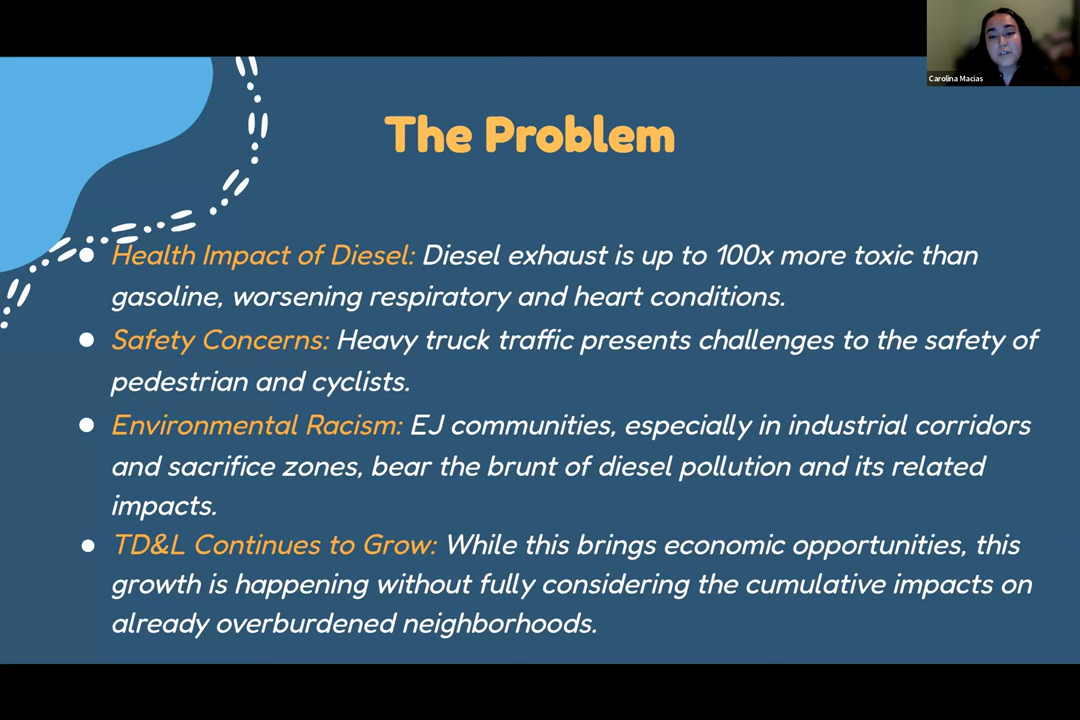 Carolina Macias
The Problem
● Health Impact of Diesel: Diesel exhaust is up to 100x more toxic than
gasoline, worsening respiratory and heart conditions.
● Safety Concerns: Heavy truck traffic presents challenges to the safety of
pedestrian and cyclists.
● Environmental Racism: EJ communities, especially in industrial corridors
and sacrifice zones, bear the brunt of diesel pollution and its related
impacts.
● TD&L Continues to Grow: While this brings economic opportunities, this
growth is happening without fully considering the cumulative impacts on
already overburdened neighborhoods.